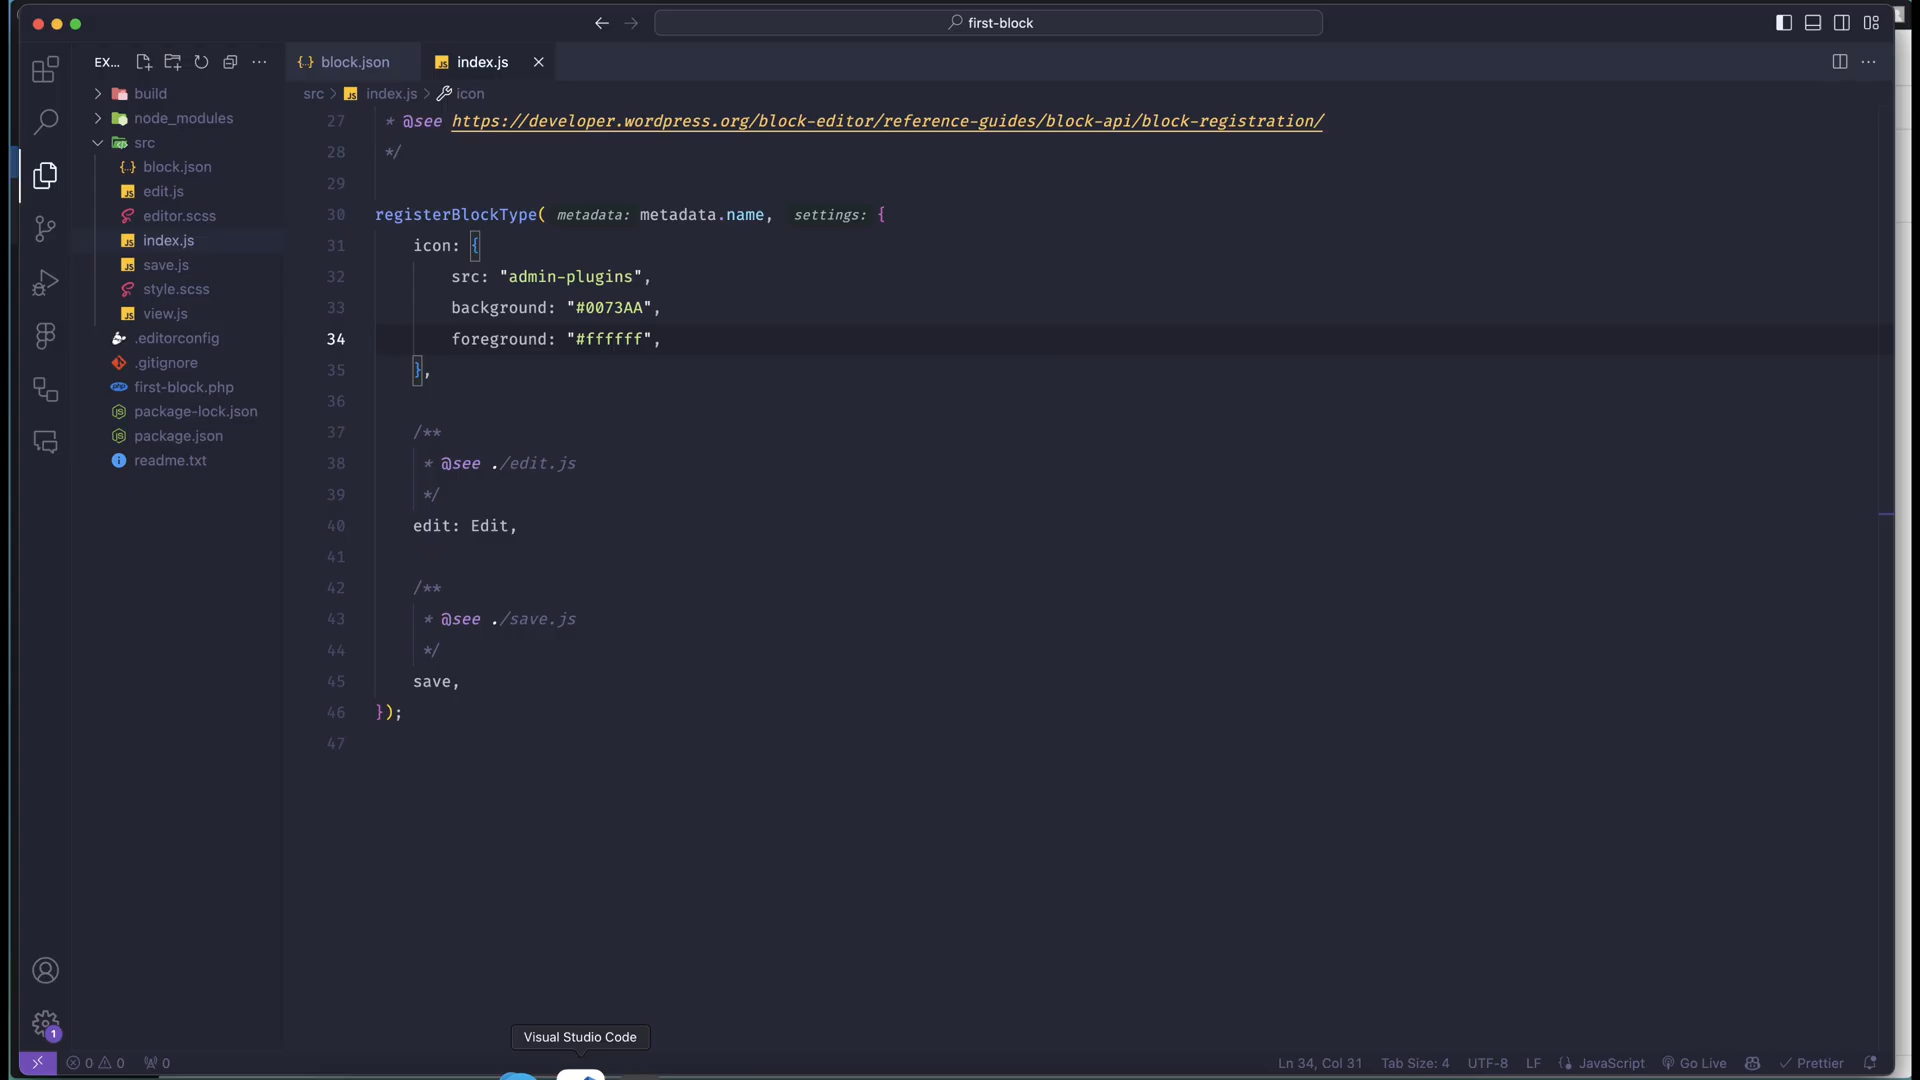 first-block
EX...
build
node_modules
src
block.json
edit.js
editor.scss
index.js
save.js
style.scss
view.js
.editorconfig
.gitignore
first-block.php
package-lock.json
package.json
readme.txt
block.json
index.js
src > index.js > icon
27 * @see https://developer.wordpress.org/block-editor/reference-guides/block-api/block-registration/
28 */
29
30 registerBlockType( metadata: metadata.name, settings: {
31 icon: {
32 src: "admin-plugins",
33 background: "#0073AA",
34 foreground: "#ffffff",
35 },
36
37 /**
38 * @see ./edit.js
39 */
40 edit: Edit,
41
42 /**
43 * @see ./save.js
44 */
45 save,
46 });
47
1
Visual Studio Code
0 0 0 Ln 34, Col 31 Tab Size: 4 UTF-8 LF {} JavaScript Go Live Prettier